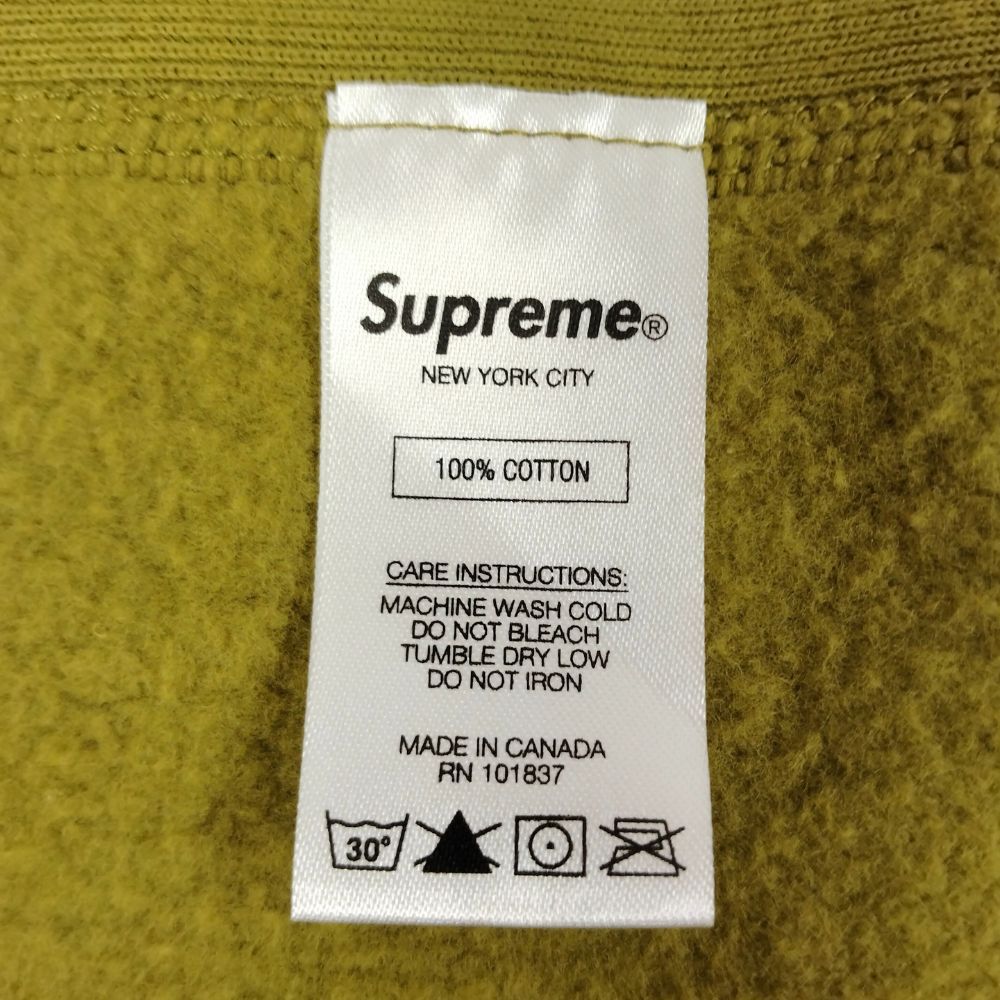 Supreme®
NEW YORK CITY
100% COTTON
CARE INSTRUCTIONS:
MACHINE WASH COLD
DO NOT BLEACH
TUMBLE DRY LOW
DO NOT IRON
MADE IN CANADA
RN 101837
30°